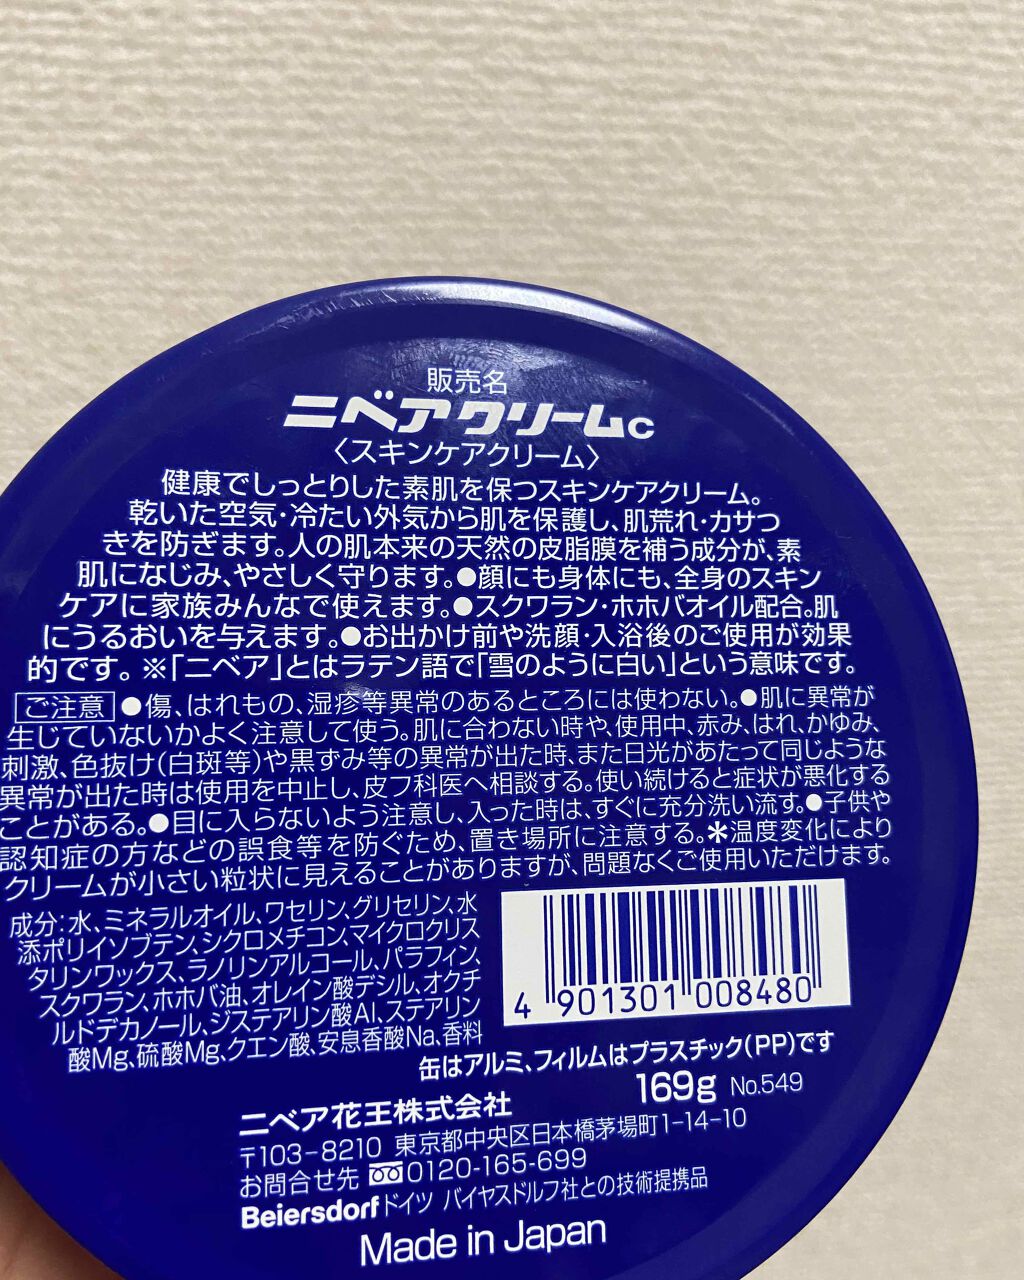 販売名
ニベアクリームc
〈スキンケアクリーム〉
健康でしっとりした素肌を保つスキンケアクリーム。
乾いた空気・冷たい外気から肌を保護し、肌荒れ・カサつ
きを防ぎます。人の肌本来の天然の皮脂膜を補う成分が、素
肌になじみ、やさしく守ります。●顔にも身体にも、全身のスキン
ケアに家族みんなで使えます。●スクワラン・ホホバオイル配合。肌
にうるおいを与えます。●お出かけ前や洗顔・入浴後のご使用が効果
的です。※「ニベア」とはラテン語で「雪のように白い」という意味です。
ご注意 ●傷、はれもの、湿疹等異常のあるところには使わない。●肌に異常が
生じていないかよく注意して使う。肌に合わない時や、使用中、赤み、はれ、かゆみ、
刺激、色抜け(白斑等)や黒ずみ等の異常が出た時、また日光があたって同じような
異常が出た時は使用を中止し、皮フ科医へ相談する。使い続けると症状が悪化する
ことがある。●目に入らないよう注意し、入った時は、すぐに充分洗い流す。●子供や
認知症の方などの誤食等を防ぐため、置き場所に注意する。＊温度変化により
クリームが小さい粒状に見えることがありますが、問題なくご使用いただけます。
成分：水、ミネラルオイル、ワセリン、グリセリン、水
添ポリイソブテン、シクロメチコン、マイクロクリス
タリンワックス、ラノリンアルコール、パラフィン、
スクワラン、ホホバ油、オレイン酸デシル、オクチ
ルドデカノール、ジステアリン酸Al、ステアリン
酸Mg、硫酸Mg、クエン酸、安息香酸Na、香料
4 901301 008480
缶はアルミ、フィルムはプラスチック(PP)です
169g No.549
ニベア花王株式会社
〒103-8210 東京都中央区日本橋茅場町1-14-10
お問合せ先 0120-165-699
Beiersdorf ドイツ バイヤスドルフ社との技術提携品
Made in Japan